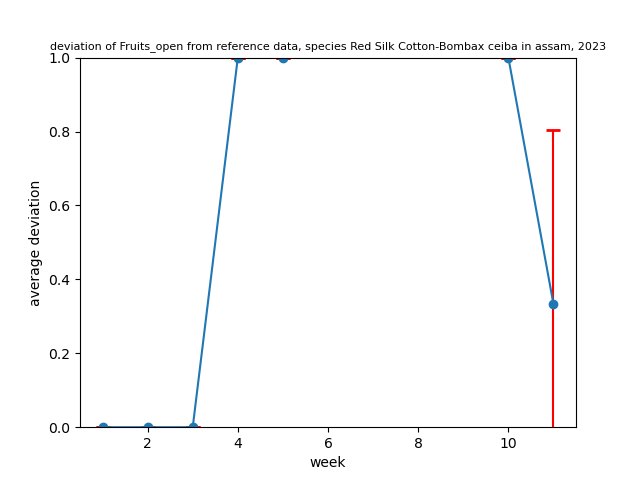 deviation of Fruits_open from reference data, species Red Silk Cotton-Bombax ceiba in assam, 2023
1.0
0.8
0.6
0.4
0.2
0.0
average deviation
2 4 6 8 10
week